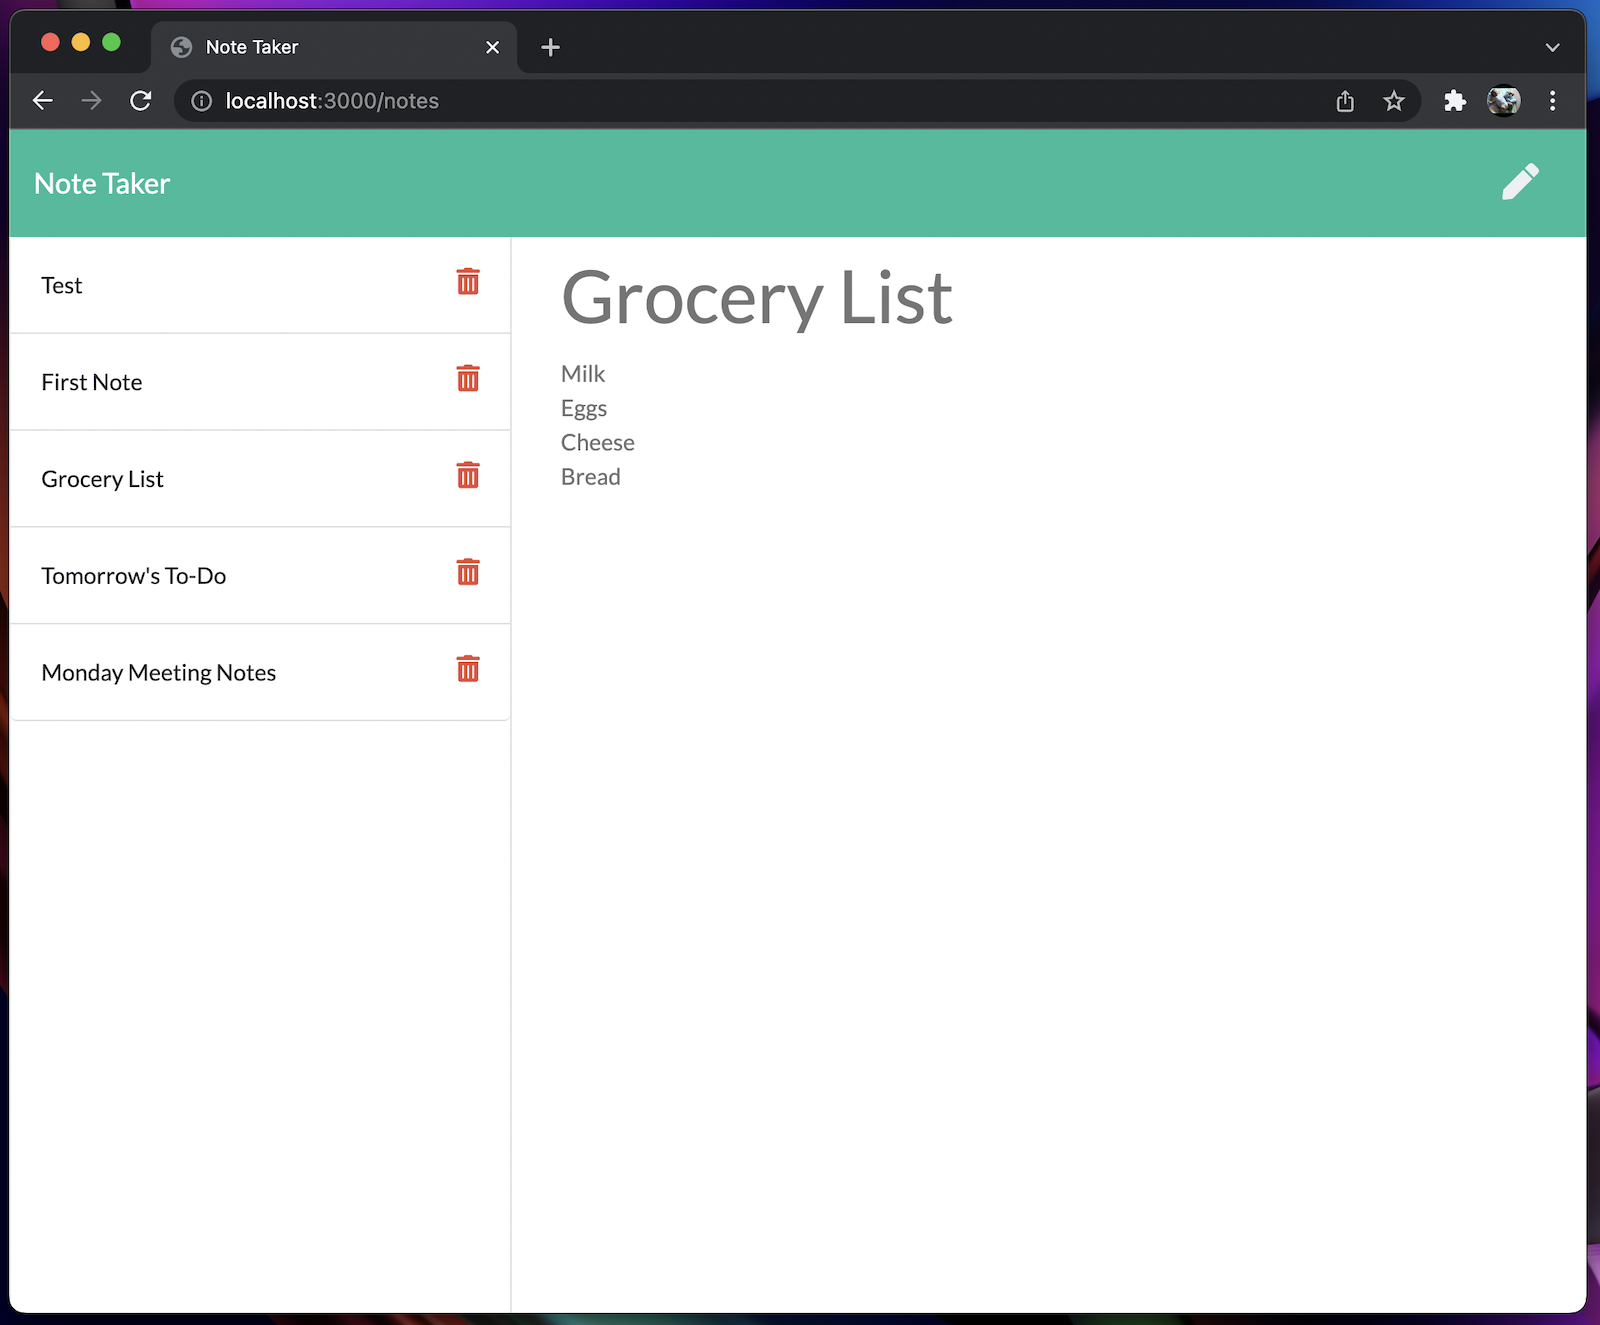 Note Taker
localhost:3000/notes
Note Taker
Test
First Note
Grocery List
Tomorrow's To-Do
Monday Meeting Notes
Grocery List
Milk
Eggs
Cheese
Bread